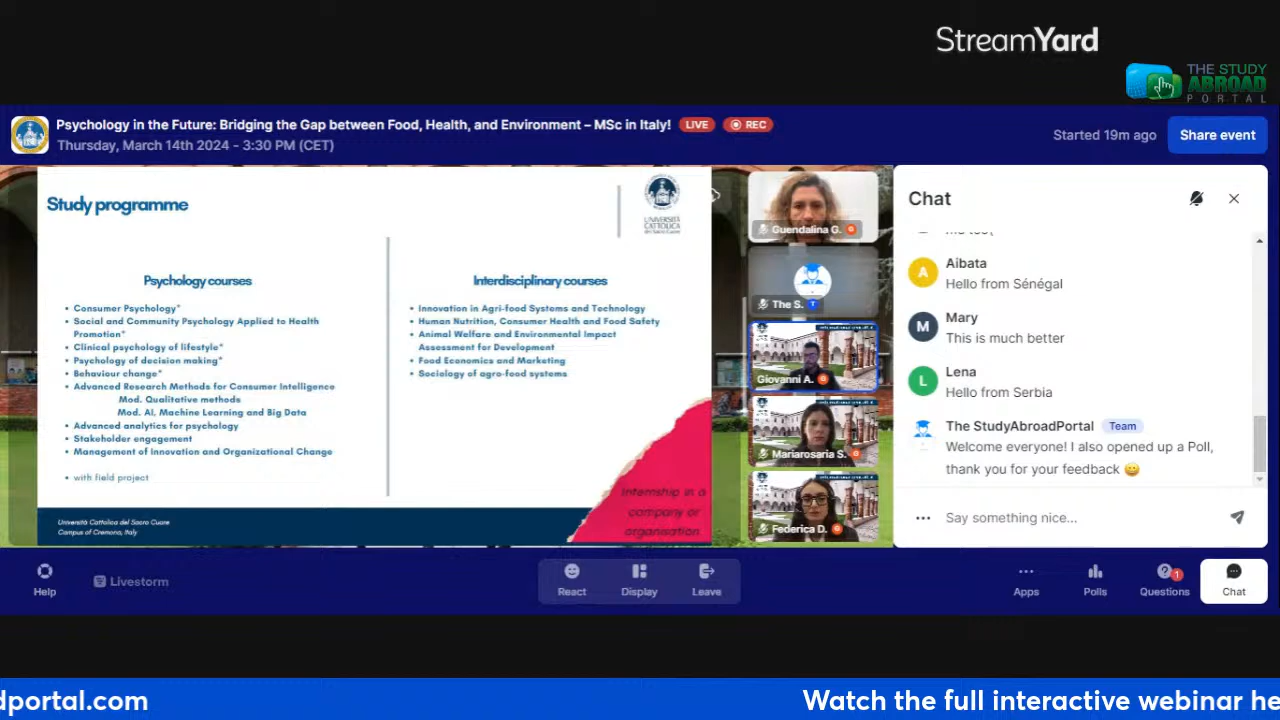 StreamYard
THE STUDY
ABROAD
PORTAL
Psychology in the Future: Bridging the Gap between Food, Health, and Environment – MSc in Italy!
LIVE
REC
Thursday, March 14th 2024 - 3:30 PM (CET)
Started 19m ago
Share event
Study programme
UNIVERSITÀ
CATTOLICA
del Sacro Cuore
Psychology courses
• Consumer Psychology*
• Social and Community Psychology Applied to Health
Promotion*
• Clinical psychology of lifestyle*
• Psychology of decision making*
• Behaviour change*
• Advanced Research Methods for Consumer Intelligence
Mod. Qualitative methods
Mod. AI, Machine Learning and Big Data
• Advanced analytics for psychology
• Stakeholder engagement
• Management of Innovation and Organizational Change
• with field project
Interdisciplinary courses
• Innovation in Agri-food Systems and Technology
• Human Nutrition, Consumer Health and Food Safety
• Animal Welfare and Environmental Impact
Assessment for Development
• Food Economics and Marketing
• Sociology of agro-food systems
Internship in a
company or
organisation
Università Cattolica del Sacro Cuore
Campus of Cremona, Italy
Guendalina G.
The S.
T
Giovanni A.
Mariarosaria S.
Federica D.
Chat
A
Aibata
Hello from Sénégal
M
Mary
This is much better
L
Lena
Hello from Serbia
The StudyAbroadPortal Team
Welcome everyone! I also opened up a Poll,
thank you for your feedback 😀
Say something nice...
Help
Livestorm
React
Display
Leave
Apps
Polls
Questions
1
Chat
dportal.com
Watch the full interactive webinar he